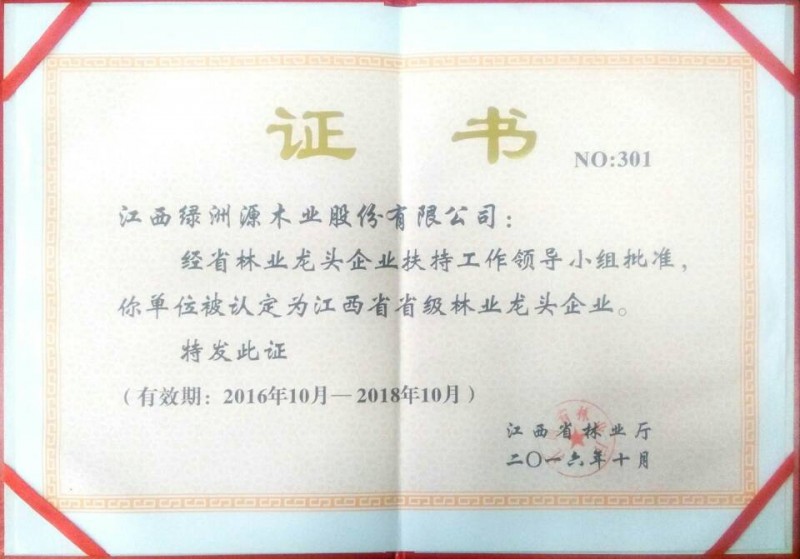 证书
NO:301
江西绿洲源木业股份有限公司：
经省林业龙头企业扶持工作领导小组批准，
你单位被认定为江西省省级林业龙头企业。
特发此证
（有效期：2016年10月—2018年10月）
江西省林业厅
二〇一六年十月